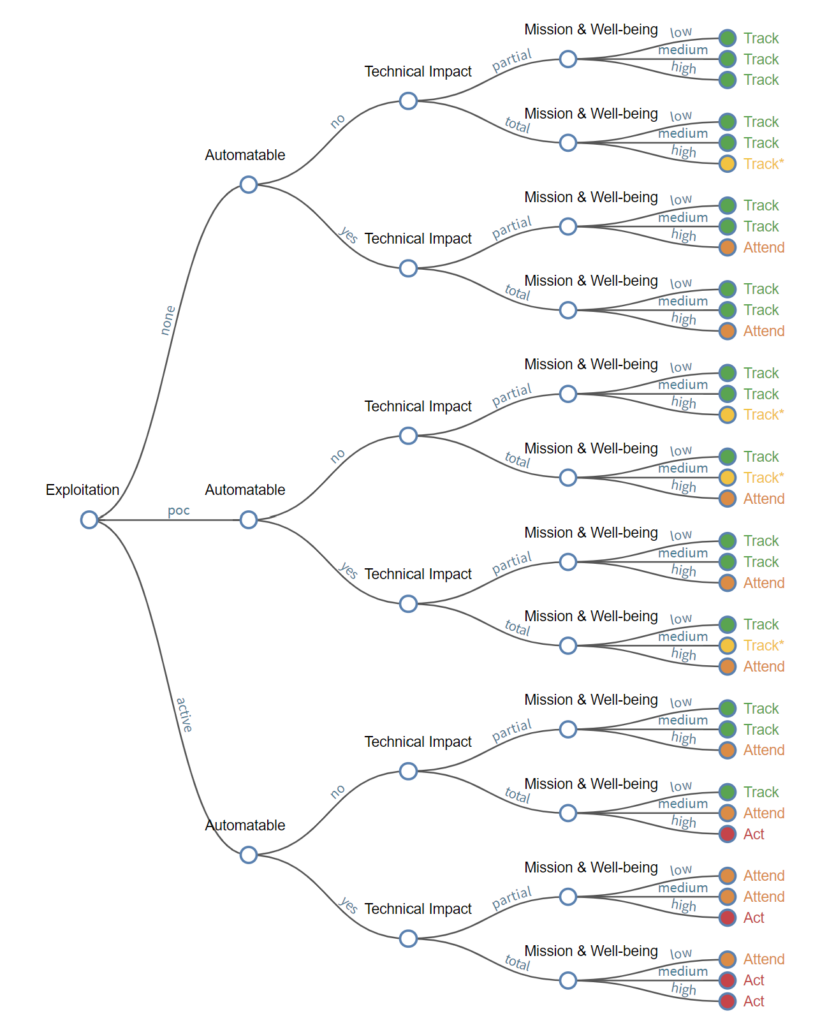 Mission & Well-being
low
Track
medium
Track
high
Track
partial
Technical Impact
Mission & Well-being
low
Track
medium
Track
high
Track*
total
no
Automatable
Mission & Well-being
low
Track
medium
Track
high
Attend
partial
Technical Impact
yes
Mission & Well-being
low
Track
medium
Track
high
Attend
total
none
Mission & Well-being
low
Track
medium
Track
high
Track*
partial
Technical Impact
Mission & Well-being
low
Track
medium
Track*
high
Attend
total
no
Exploitation
Automatable
poc
Mission & Well-being
low
Track
medium
Track
high
Attend
partial
Technical Impact
yes
Mission & Well-being
low
Track
medium
Track*
high
Attend
total
active
Mission & Well-being
low
Track
medium
Track
high
Attend
partial
Technical Impact
Mission & Well-being
low
Track
medium
Attend
high
Act
total
no
Automatable
Mission & Well-being
low
Attend
medium
Attend
high
Act
partial
Technical Impact
yes
Mission & Well-being
low
Attend
medium
Act
high
Act
total